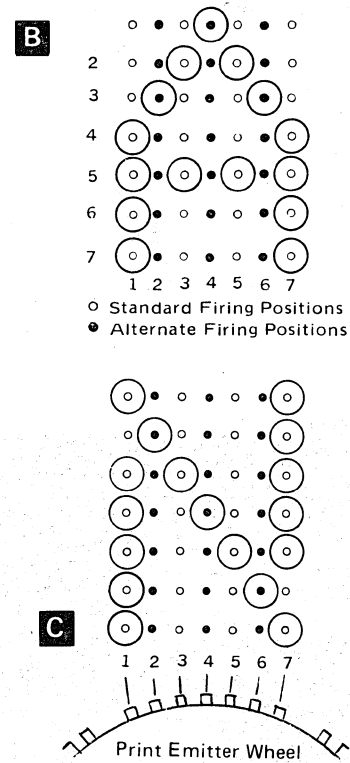 B
2
3
4
5
6
7
1 2 3 4 5 6 7
Standard Firing Positions
Alternate Firing Positions
C
1 2 3 4 5 6 7
Print Emitter Wheel